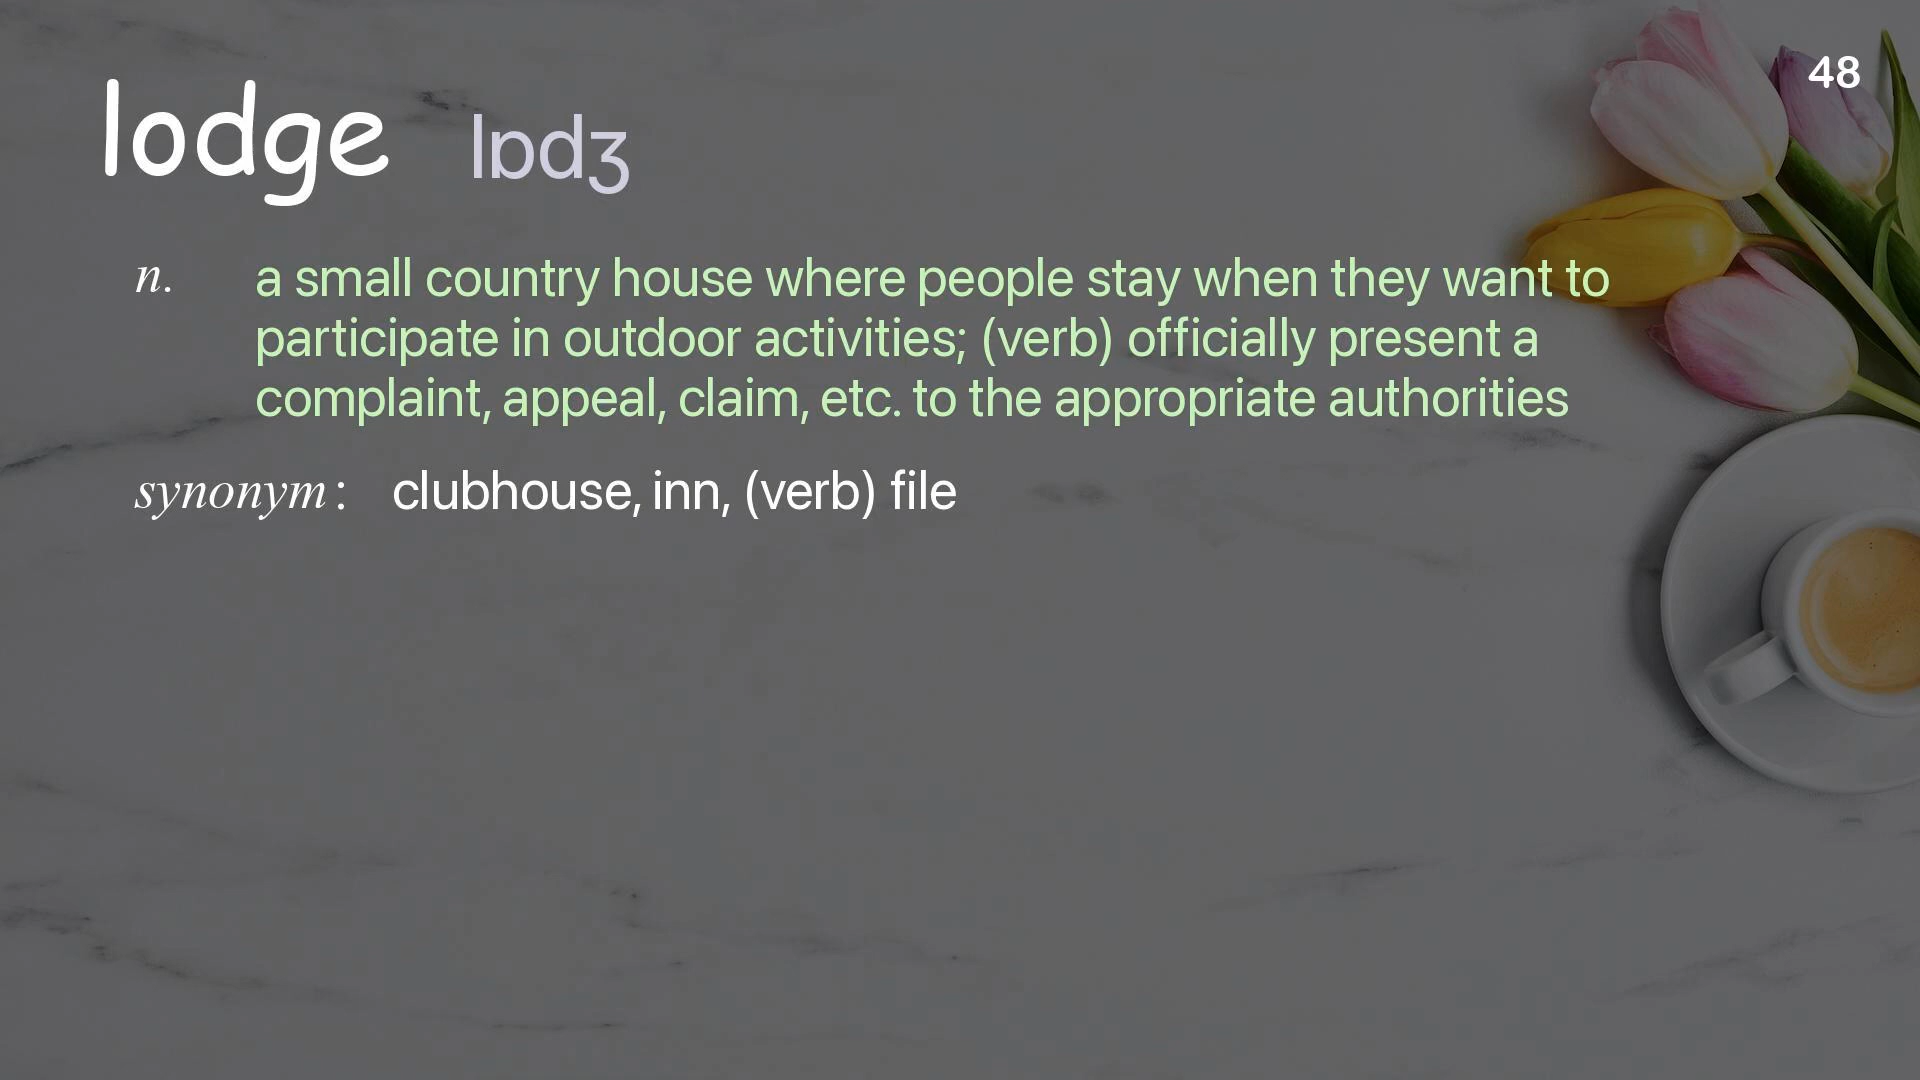 48
lodge lɒdʒ
n. a small country house where people stay when they want to
participate in outdoor activities; (verb) officially present a
complaint, appeal, claim, etc. to the appropriate authorities
synonym: clubhouse, inn, (verb) file